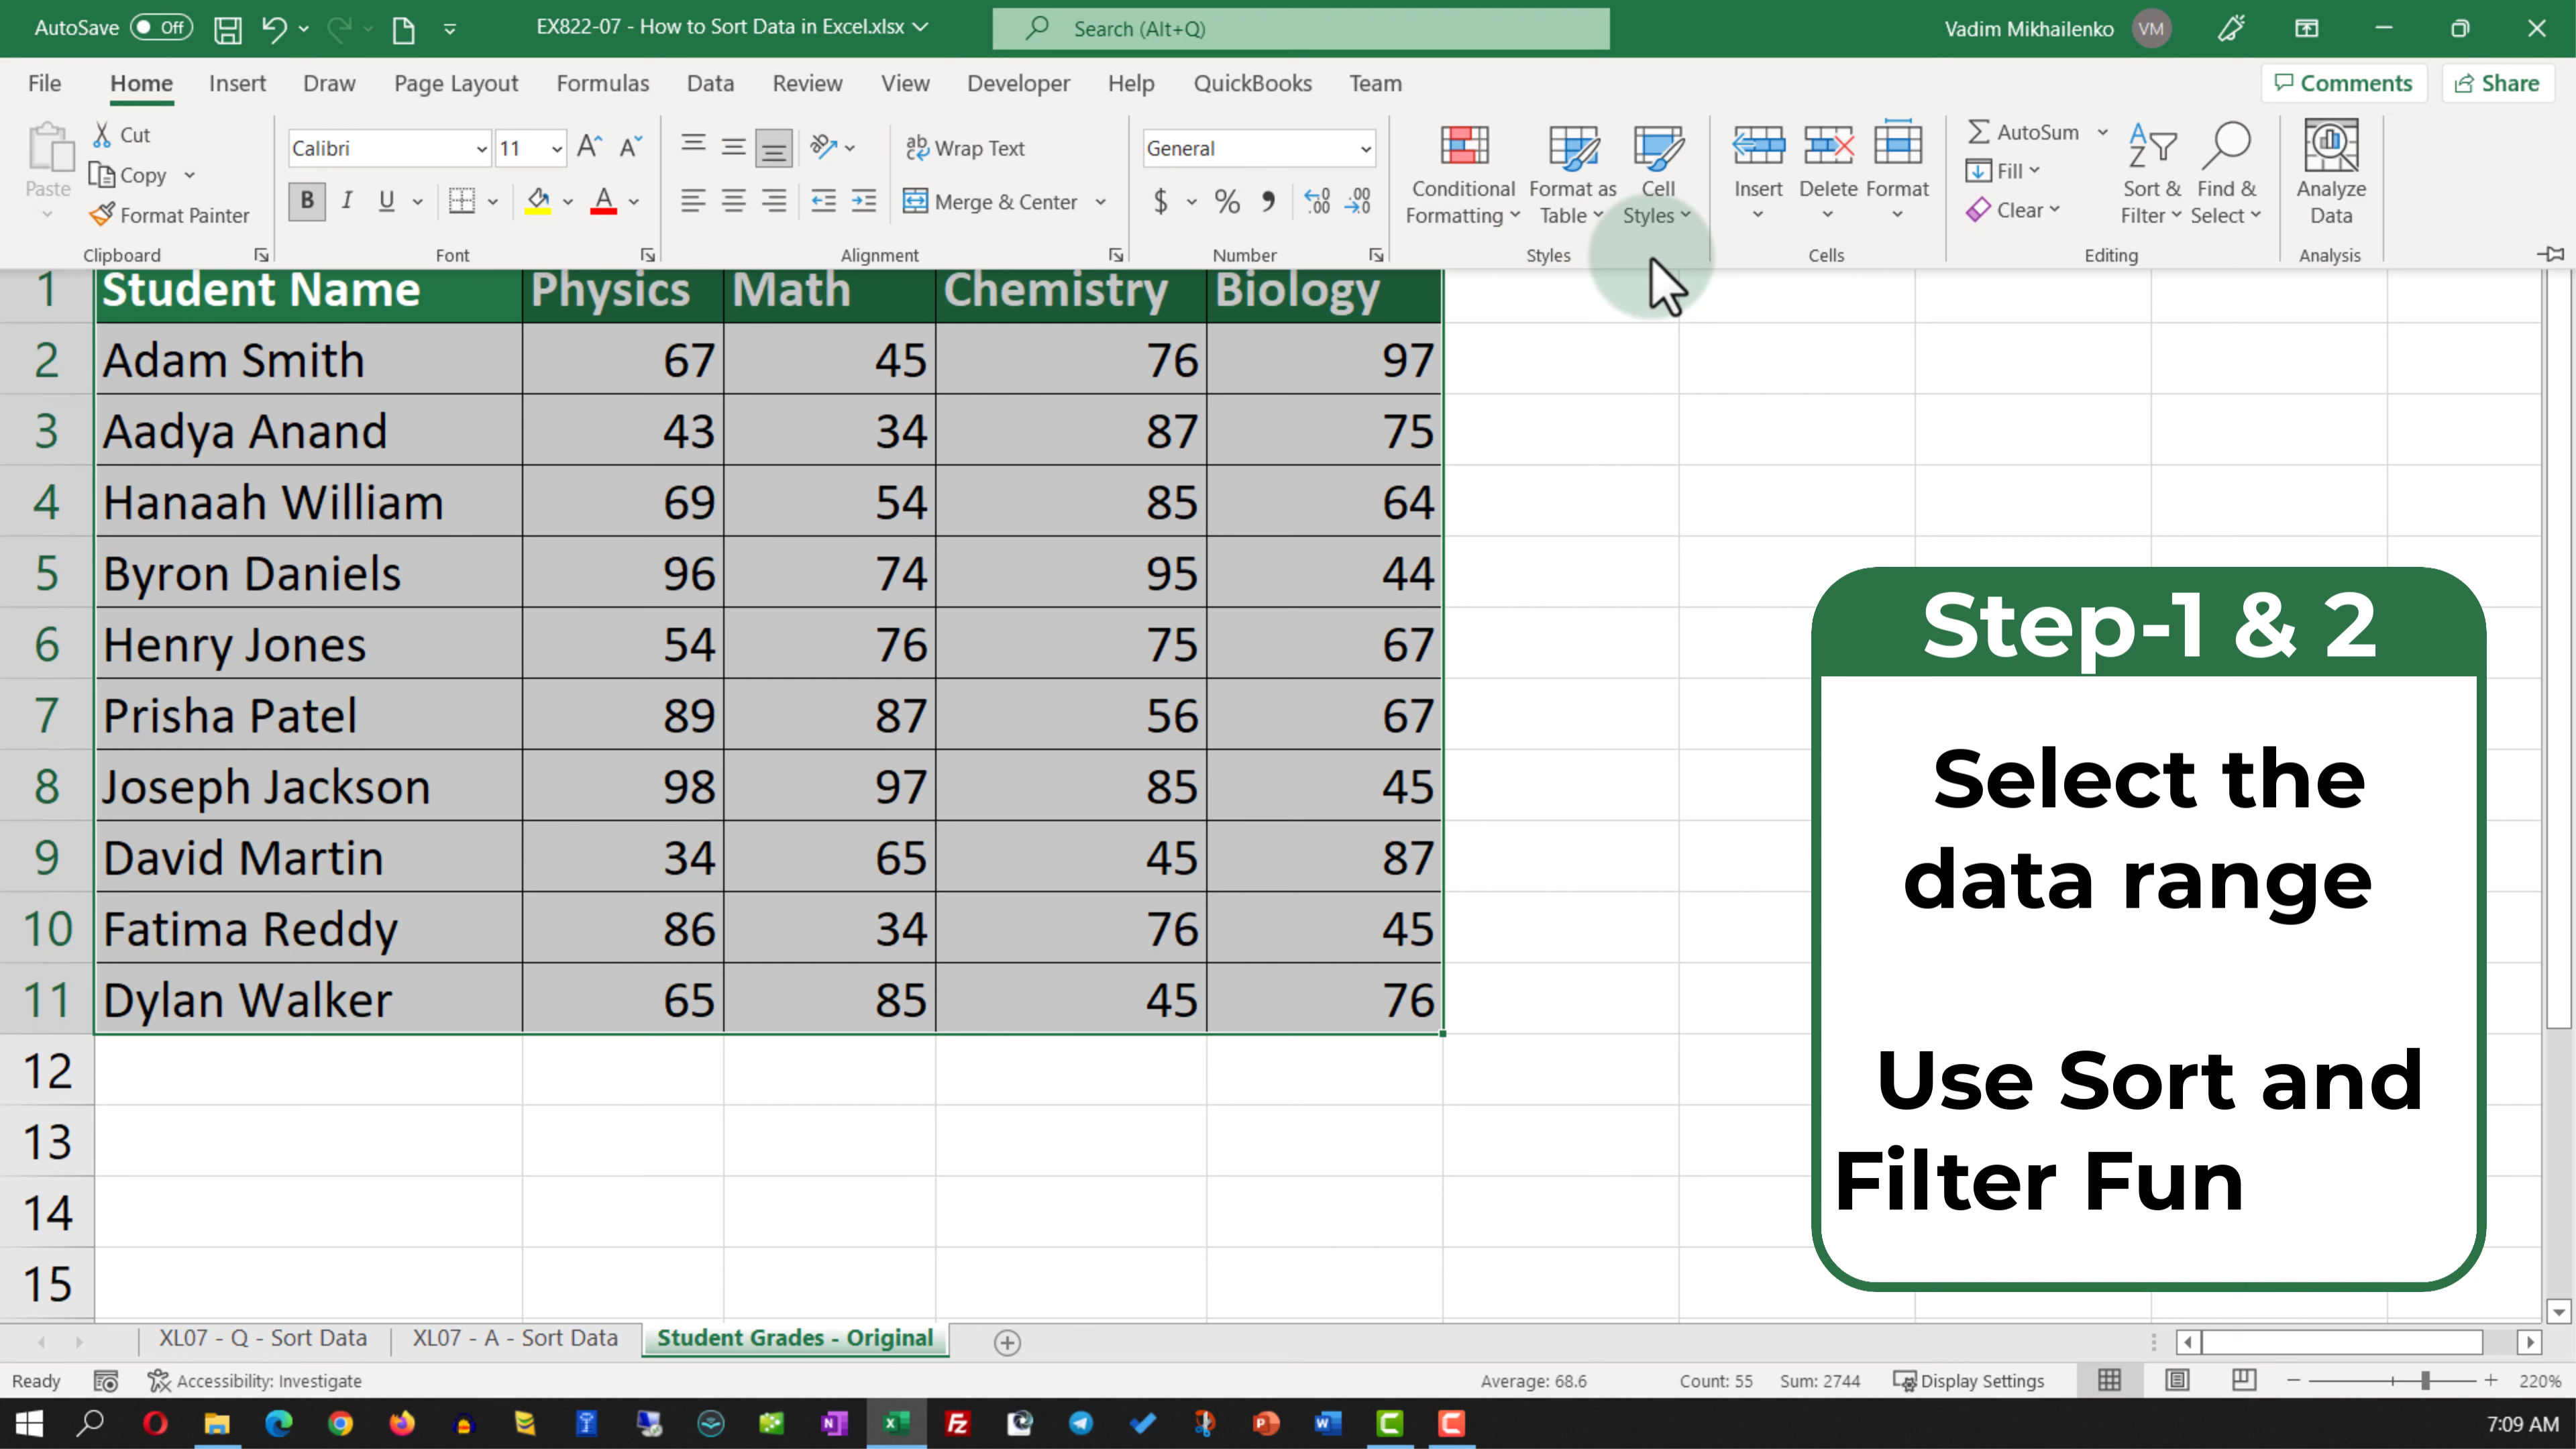 AutoSave Off EX822-07 - How to Sort Data in Excel.xlsx Search (Alt+Q) Vadim Mikhailenko VM
File Home Insert Draw Page Layout Formulas Data Review View Developer Help QuickBooks Team Comments Share
Paste
Cut
Copy
Format Painter
Clipboard
Calibri 11
B I U
Font
Wrap Text
Merge & Center
Alignment
General
$ % ,
Number
Conditional Formatting
Format as Table
Cell Styles
Styles
Insert Delete Format
Cells
AutoSum
Fill
Clear
Sort & Filter
Find & Select
Editing
Analyze Data
Analysis
1 Student Name Physics Math Chemistry Biology
2 Adam Smith 67 45 76 97
3 Aadya Anand 43 34 87 75
4 Hanaah William 69 54 85 64
5 Byron Daniels 96 74 95 44
6 Henry Jones 54 76 75 67
7 Prisha Patel 89 87 56 67
8 Joseph Jackson 98 97 85 45
9 David Martin 34 65 45 87
10 Fatima Reddy 86 34 76 45
11 Dylan Walker 65 85 45 76
12
13
14
15
Step-1 & 2
Select the
data range
Use Sort and
Filter Fun
XL07 - Q - Sort Data XL07 - A - Sort Data Student Grades - Original
Ready Accessibility: Investigate Average: 68.6 Count: 55 Sum: 2744 Display Settings 220%
7:09 AM